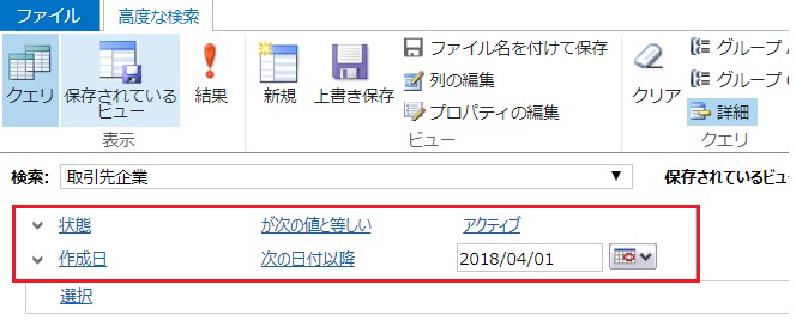 ファイル 高度な検索
ファイル名を付けて保存 グループ
列の編集 グループ
クエリ 保存されている
ビュー 結果 新規 上書き保存 プロパティの編集 クリア 詳細
表示 ビュー クエリ
検索: 取引先企業 保存されているビュ
状態 が次の値と等しい アクティブ
作成日 次の日付以降 2018/04/01
選択